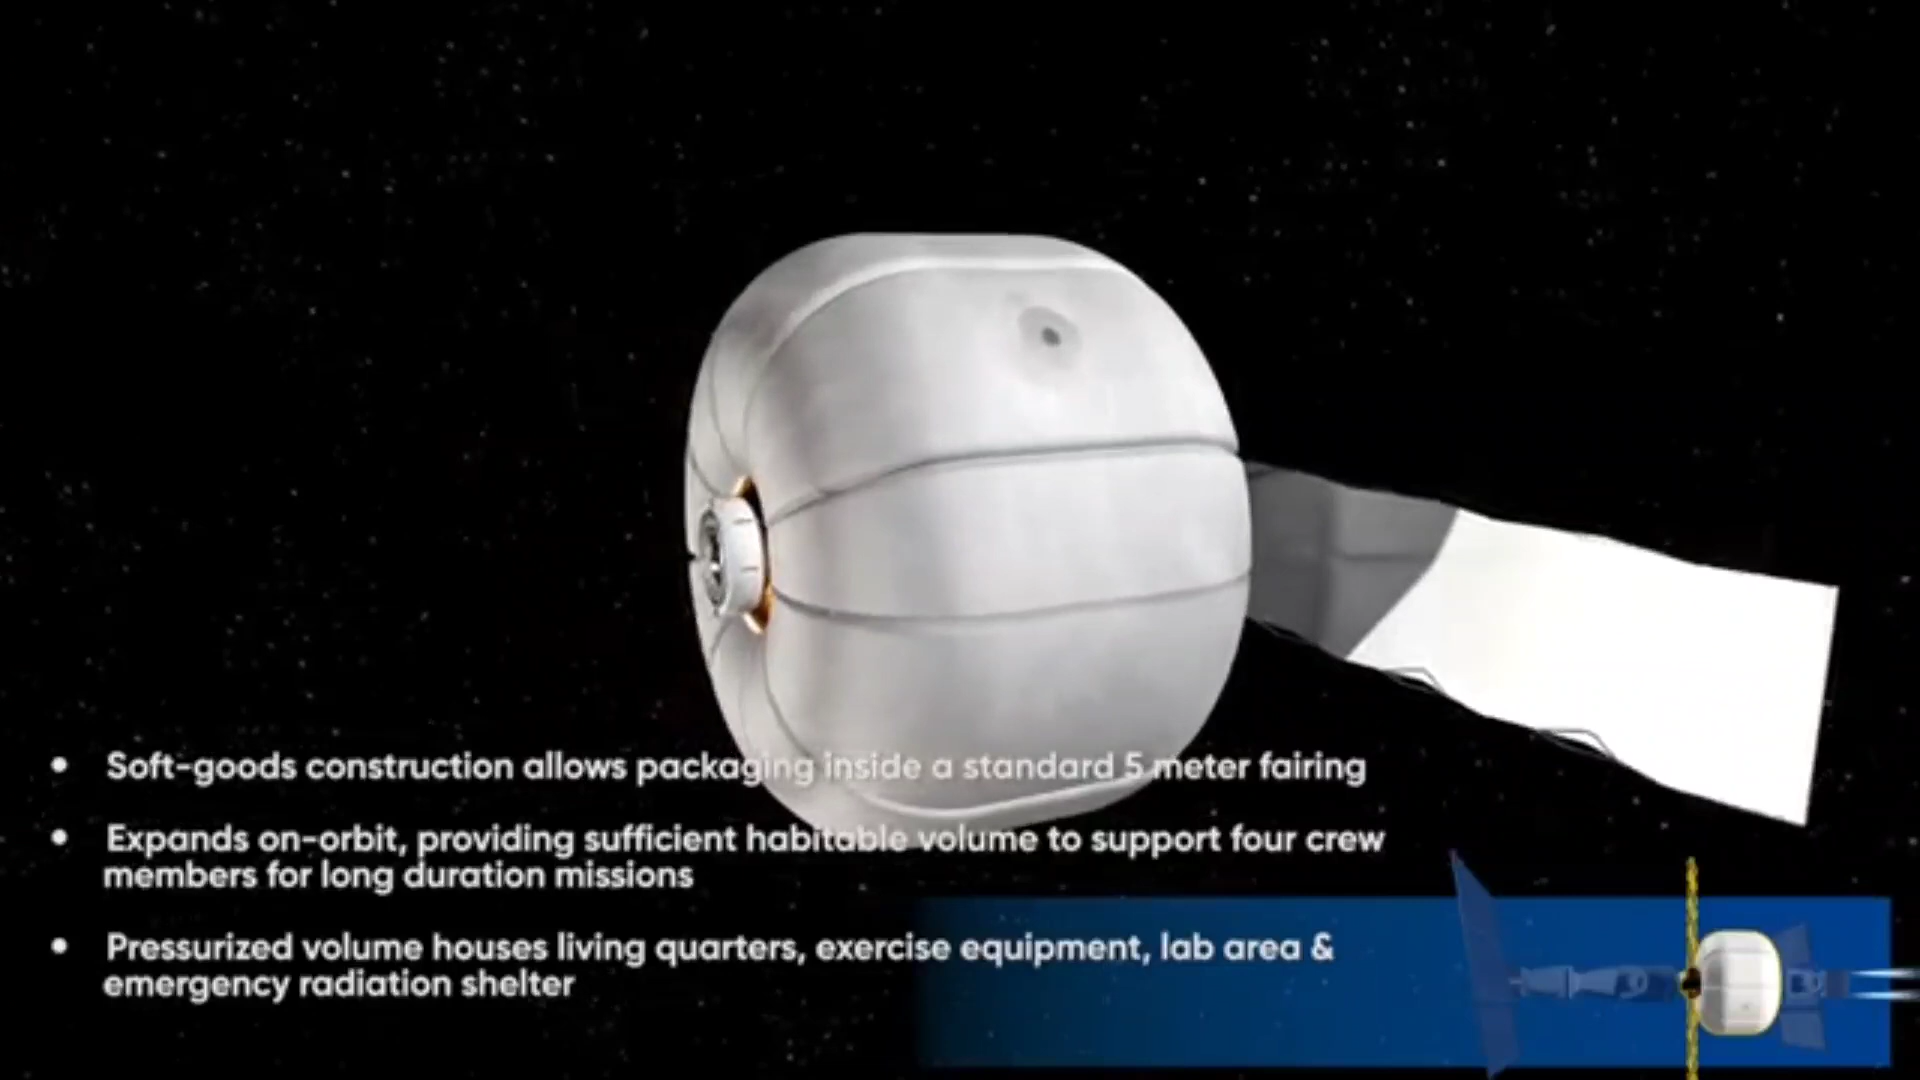 • Soft-goods construction allows packaging inside a standard 5 meter fairing
• Expands on-orbit, providing sufficient habitable volume to support four crew
members for long duration missions
• Pressurized volume houses living quarters, exercise equipment, lab area &
emergency radiation shelter